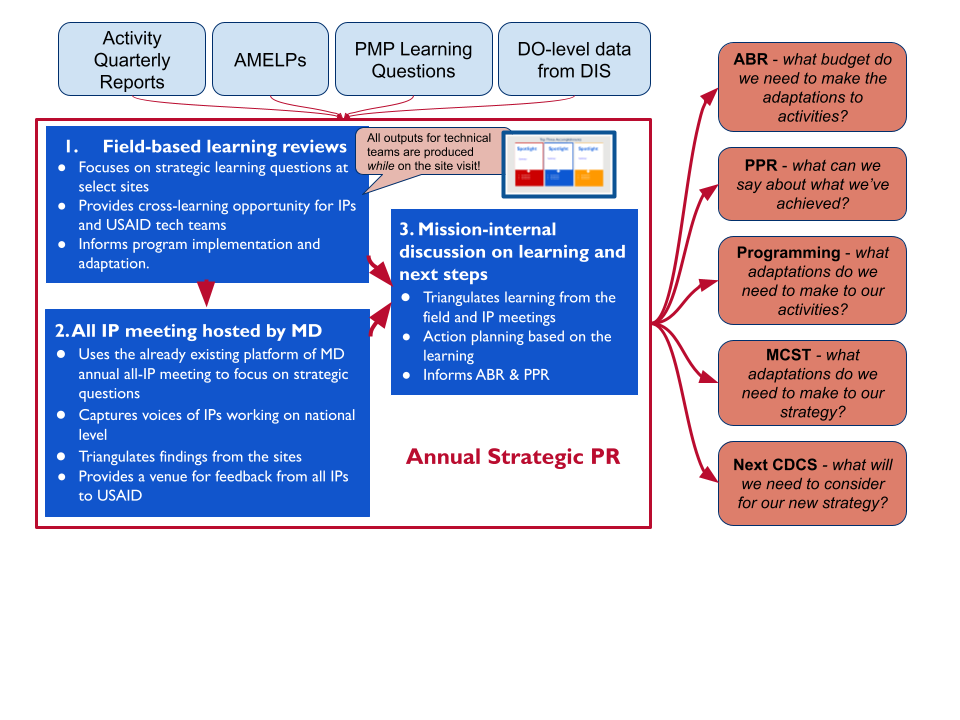 Activity
Quarterly
Reports
AMELPs
PMP Learning
Questions
DO-level data
from DIS
1. Field-based learning reviews
● Focuses on strategic learning questions at
select sites
● Provides cross-learning opportunity for IPs
and USAID tech teams
● Informs program implementation and
adaptation.
All outputs for technical
teams are produced
while on the site visit!
Spotlight
Spotlight
Spotlight
2. All IP meeting hosted by MD
● Uses the already existing platform of MD
annual all-IP meeting to focus on strategic
questions
● Captures voices of IPs working on national
level
● Triangulates findings from the sites
● Provides a venue for feedback from all IPs
to USAID
3. Mission-internal
discussion on learning and
next steps
● Triangulates learning from the
field and IP meetings
● Action planning based on the
learning
● Informs ABR & PPR
Annual Strategic PR
ABR - what budget do
we need to make the
adaptations to
activities?
PPR - what can we
say about what we've
achieved?
Programming - what
adaptations do we
need to make to our
activities?
MCST - what
adaptations do we
need to make to our
strategy?
Next CDCS - what will
we need to consider
for our new strategy?